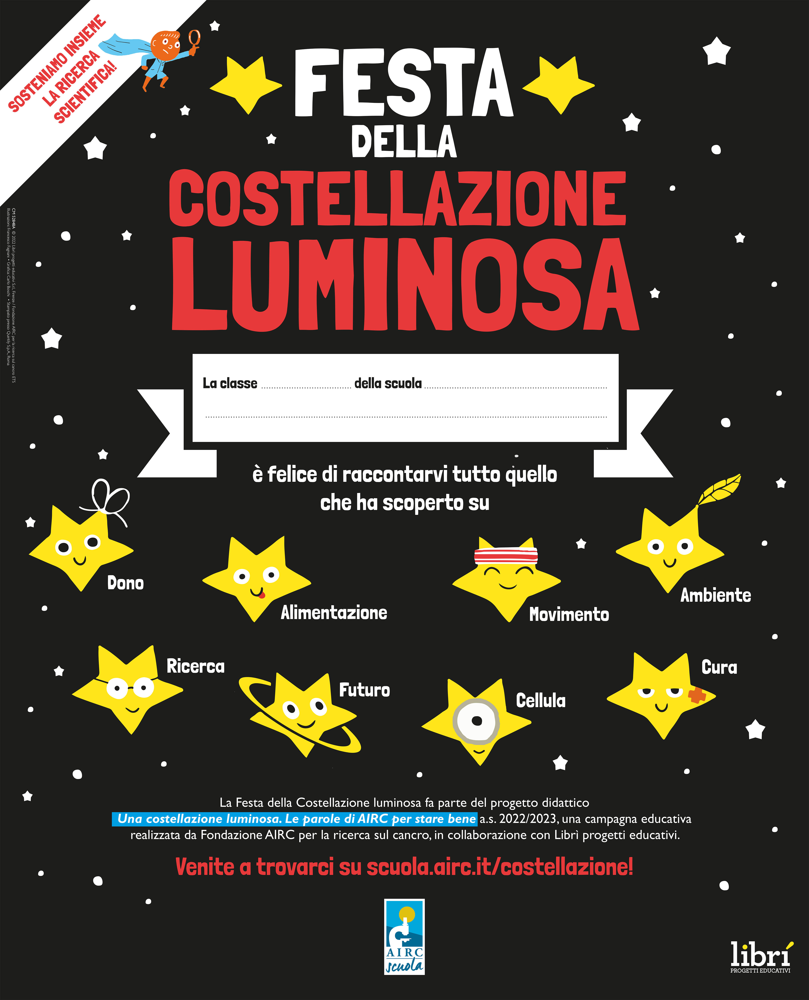 SOSTENIAMO INSIEME
LA RICERCA
SCIENTIFICA!
FESTA
DELLA
COSTELLAZIONE
LUMINOSA
CM 52848A © 2022 Librì progetti educativi S.r.l., Firenze / Fondazione AIRC per la ricerca sul cancro ETS
Illustrazioni: Francesco Fagnani • Grafica: Carlo Boschi • Stampato presso Quintily S.p.A., Roma
La classe .......... della scuola ..........
..........
è felice di raccontarvi tutto quello
che ha scoperto su
Dono
Alimentazione
Movimento
Ambiente
Ricerca
Futuro
Cellula
Cura
La Festa della Costellazione luminosa fa parte del progetto didattico
Una costellazione luminosa. Le parole di AIRC per stare bene a.s. 2022/2023, una campagna educativa
realizzata da Fondazione AIRC per la ricerca sul cancro, in collaborazione con Librì progetti educativi.
Venite a trovarci su scuola.airc.it/costellazione!
AIRC
scuola
librí
PROGETTI EDUCATIVI